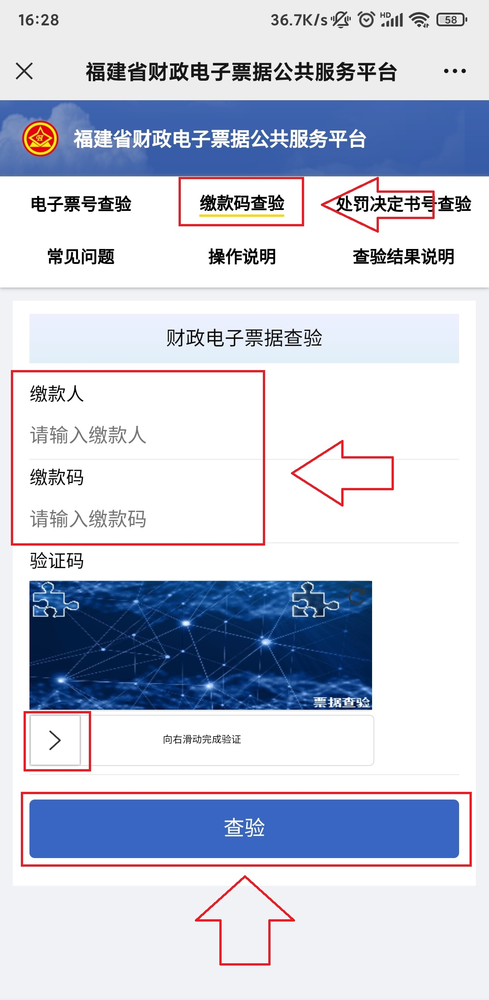 16:28 36.7K/s HD 58
福建省财政电子票据公共服务平台
福建省财政电子票据公共服务平台
电子票号查验 缴款码查验 处罚决定书号查验
常见问题 操作说明 查验结果说明
财政电子票据查验
缴款人
请输入缴款人
缴款码
请输入缴款码
验证码
票据查验
向右滑动完成验证
查验